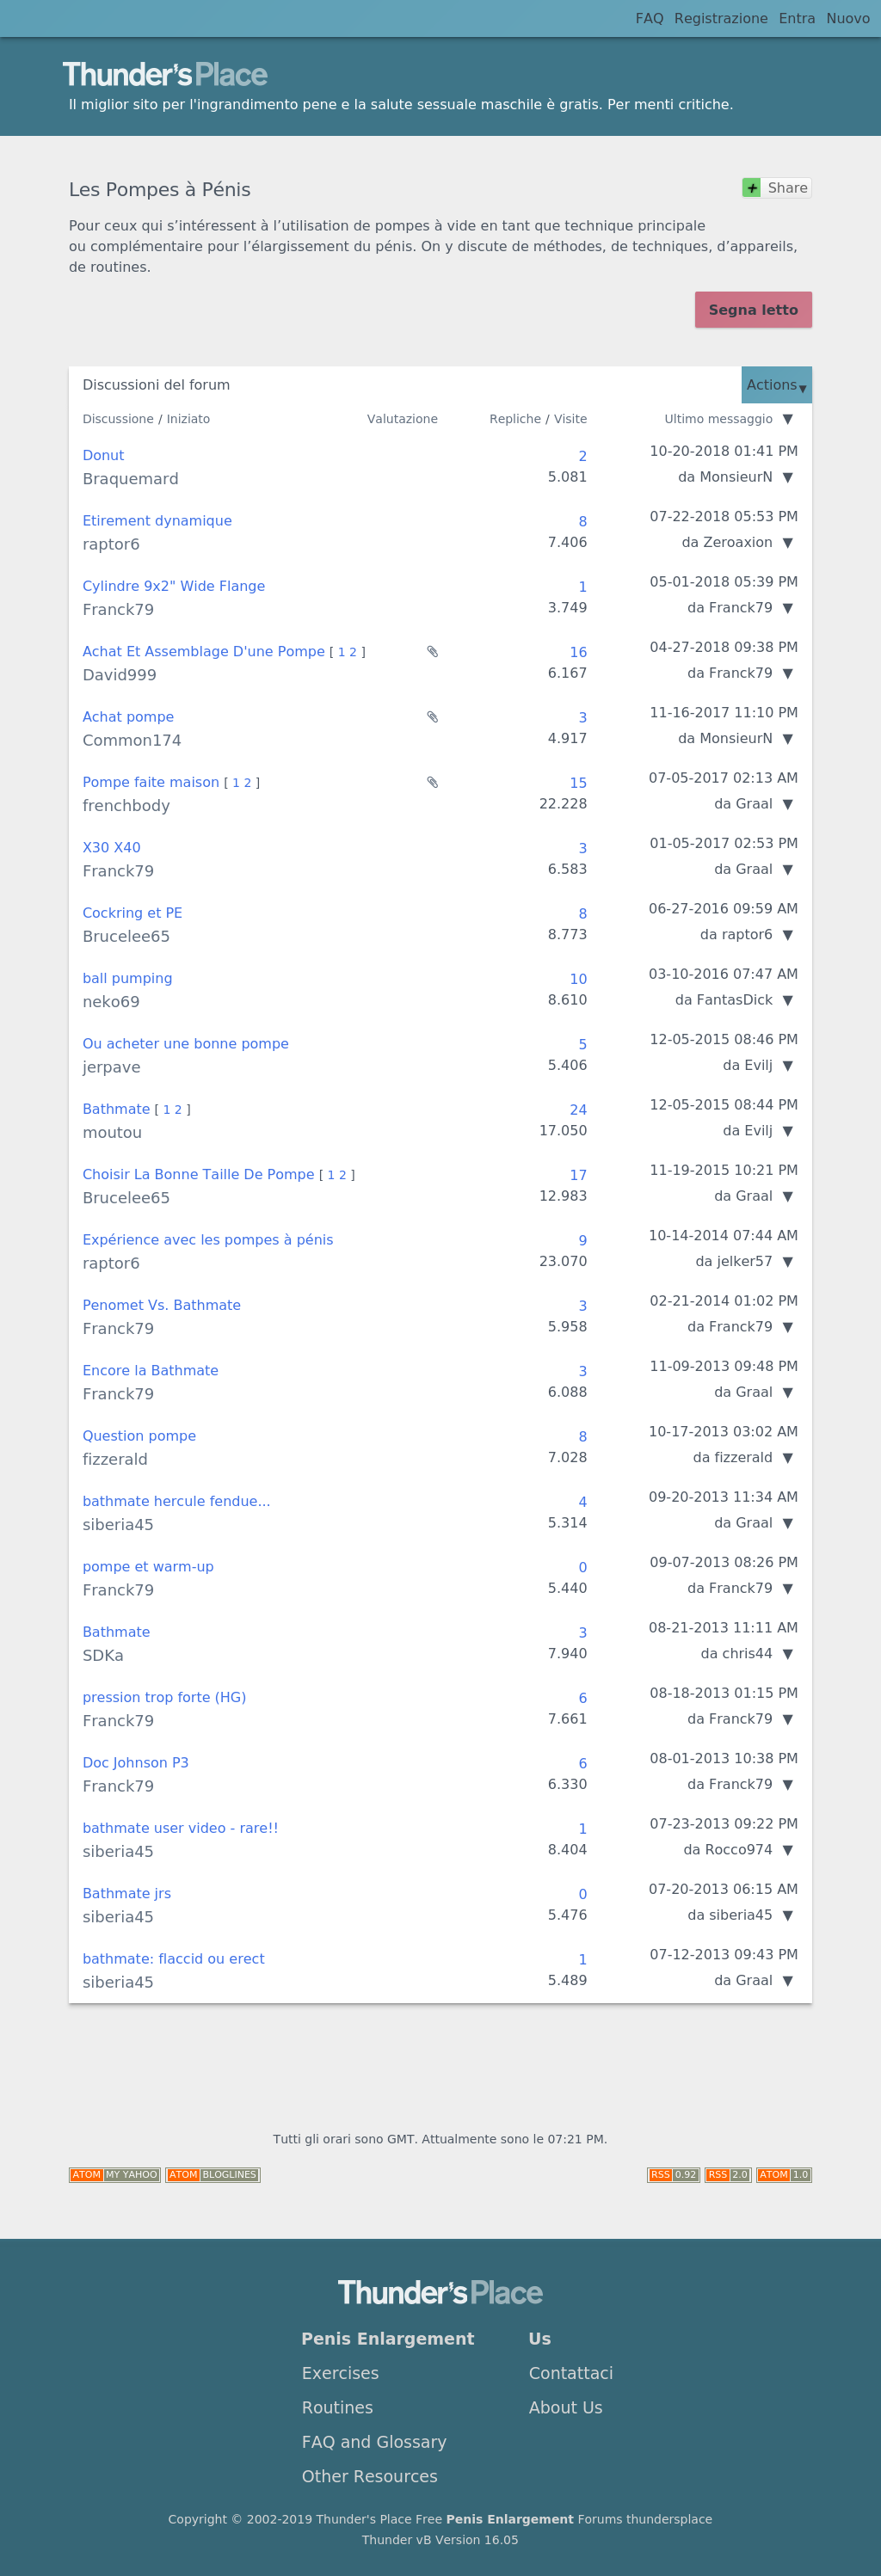 FAQ Registrazione Entra Nuovo
Thunder's Place
Il miglior sito per l'ingrandimento pene e la salute sessuale maschile è gratis. Per menti critiche.
Les Pompes à Pénis
Share
Pour ceux qui s’intéressent à l’utilisation de pompes à vide en tant que technique principale
ou complémentaire pour l’élargissement du pénis. On y discute de méthodes, de techniques, d’appareils,
de routines.
Segna letto
Discussioni del forum Actions ▼
Discussione / Iniziato Valutazione Repliche / Visite Ultimo messaggio ▼
Donut 2 10-20-2018 01:41 PM
Braquemard 5.081 da MonsieurN ▼
Etirement dynamique 8 07-22-2018 05:53 PM
raptor6 7.406 da Zeroaxion ▼
Cylindre 9x2" Wide Flange 1 05-01-2018 05:39 PM
Franck79 3.749 da Franck79 ▼
Achat Et Assemblage D'une Pompe [ 1 2 ] 16 04-27-2018 09:38 PM
David999 6.167 da Franck79 ▼
Achat pompe 3 11-16-2017 11:10 PM
Common174 4.917 da MonsieurN ▼
Pompe faite maison [ 1 2 ] 15 07-05-2017 02:13 AM
frenchbody 22.228 da Graal ▼
X30 X40 3 01-05-2017 02:53 PM
Franck79 6.583 da Graal ▼
Cockring et PE 8 06-27-2016 09:59 AM
Brucelee65 8.773 da raptor6 ▼
ball pumping 10 03-10-2016 07:47 AM
neko69 8.610 da FantasDick ▼
Ou acheter une bonne pompe 5 12-05-2015 08:46 PM
jerpave 5.406 da Evilj ▼
Bathmate [ 1 2 ] 24 12-05-2015 08:44 PM
moutou 17.050 da Evilj ▼
Choisir La Bonne Taille De Pompe [ 1 2 ] 17 11-19-2015 10:21 PM
Brucelee65 12.983 da Graal ▼
Expérience avec les pompes à pénis 9 10-14-2014 07:44 AM
raptor6 23.070 da jelker57 ▼
Penomet Vs. Bathmate 3 02-21-2014 01:02 PM
Franck79 5.958 da Franck79 ▼
Encore la Bathmate 3 11-09-2013 09:48 PM
Franck79 6.088 da Graal ▼
Question pompe 8 10-17-2013 03:02 AM
fizzerald 7.028 da fizzerald ▼
bathmate hercule fendue... 4 09-20-2013 11:34 AM
siberia45 5.314 da Graal ▼
pompe et warm-up 0 09-07-2013 08:26 PM
Franck79 5.440 da Franck79 ▼
Bathmate 3 08-21-2013 11:11 AM
SDKa 7.940 da chris44 ▼
pression trop forte (HG) 6 08-18-2013 01:15 PM
Franck79 7.661 da Franck79 ▼
Doc Johnson P3 6 08-01-2013 10:38 PM
Franck79 6.330 da Franck79 ▼
bathmate user video - rare!! 1 07-23-2013 09:22 PM
siberia45 8.404 da Rocco974 ▼
Bathmate jrs 0 07-20-2013 06:15 AM
siberia45 5.476 da siberia45 ▼
bathmate: flaccid ou erect 1 07-12-2013 09:43 PM
siberia45 5.489 da Graal ▼
Tutti gli orari sono GMT. Attualmente sono le 07:21 PM.
ATOM MY YAHOO ATOM BLOGLINES RSS 0.92 RSS 2.0 ATOM 1.0
Thunder's Place
Penis Enlargement Us
Exercises Contattaci
Routines About Us
FAQ and Glossary
Other Resources
Copyright © 2002-2019 Thunder's Place Free Penis Enlargement Forums thundersplace
Thunder vB Version 16.05